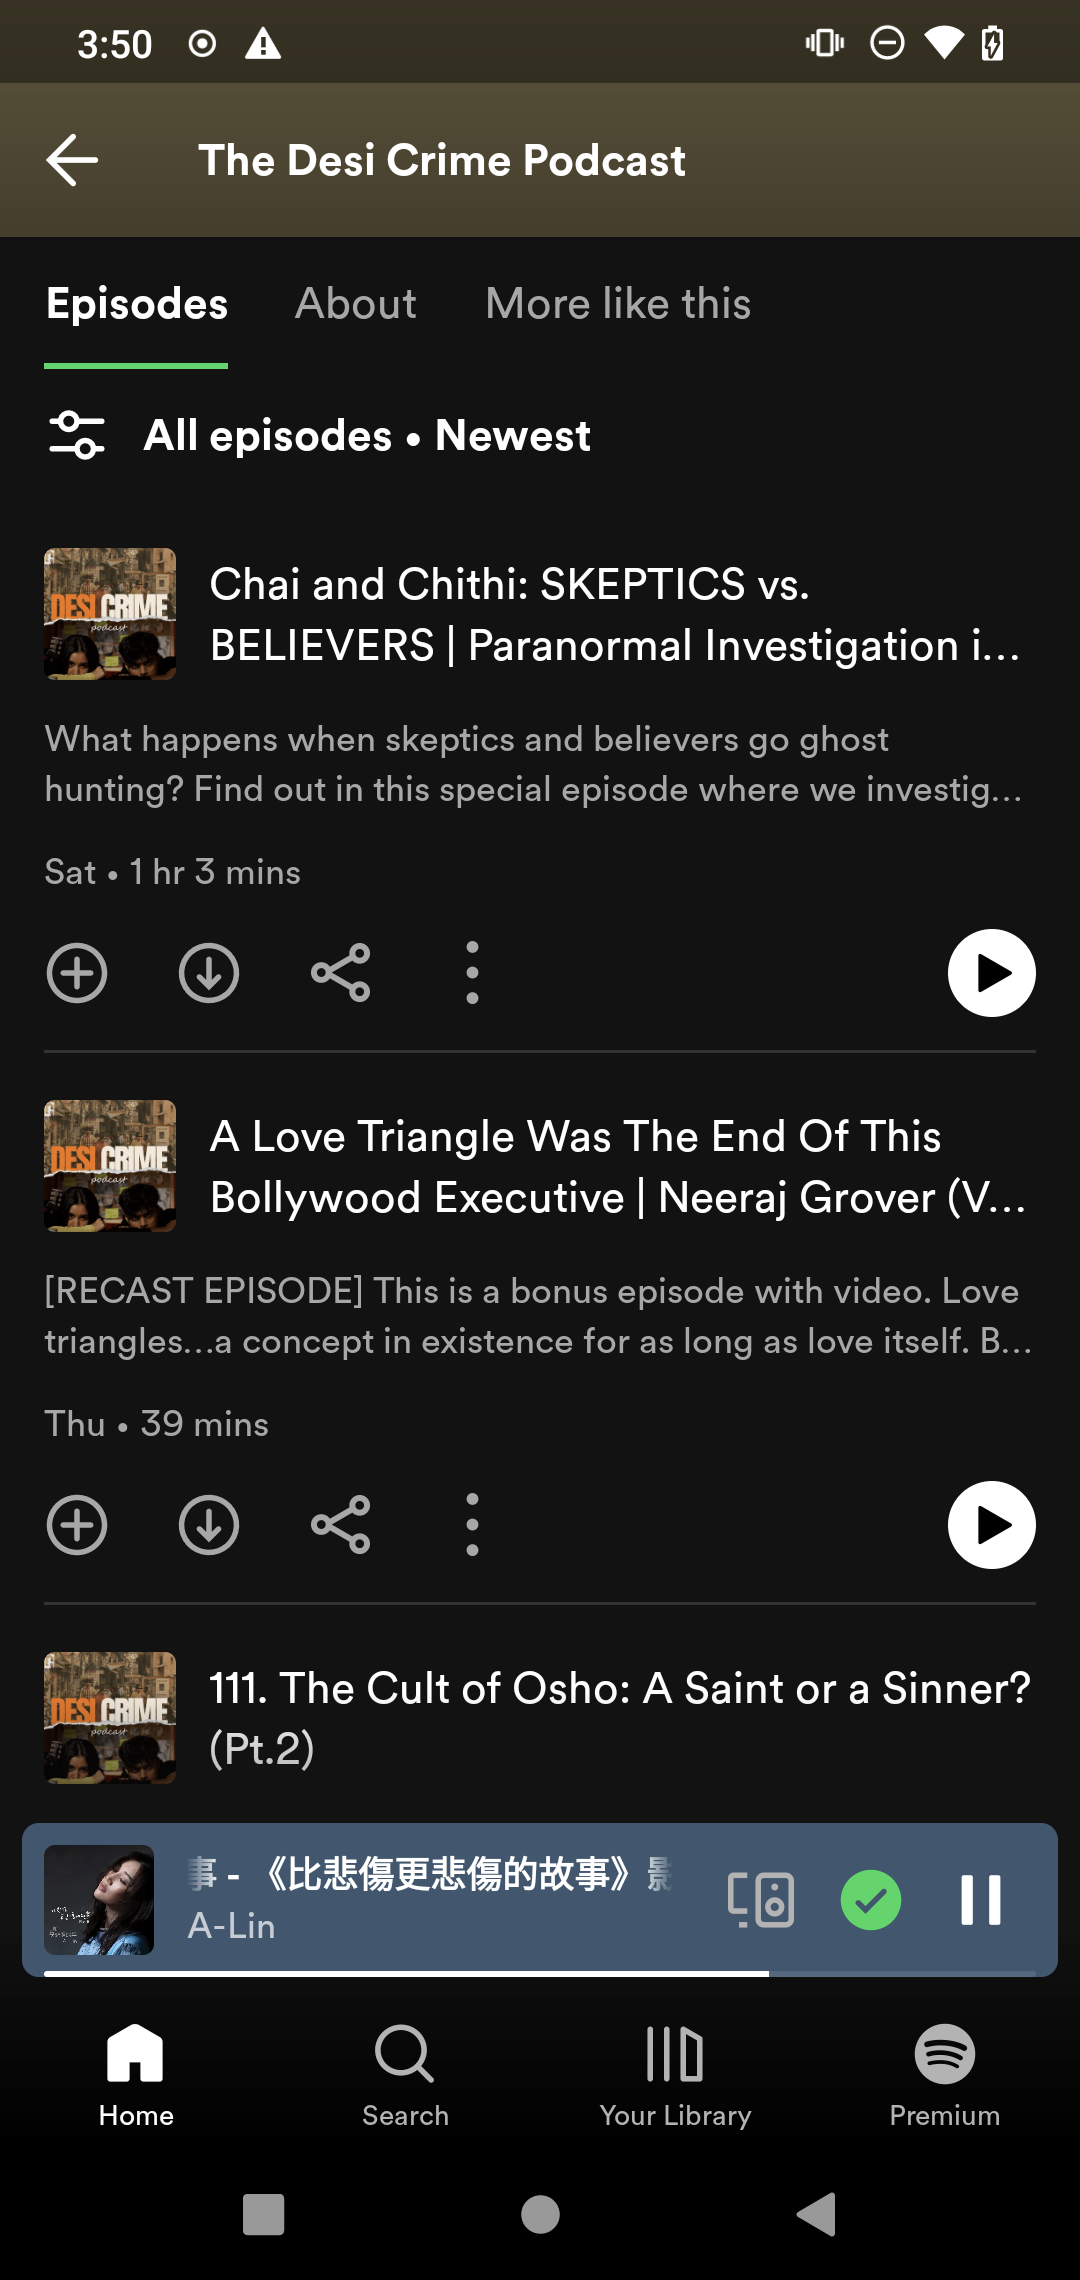 3:50
The Desi Crime Podcast
Episodes
About
More like this
All episodes • Newest
DESI CRIME
podcast
Chai and Chithi: SKEPTICS vs.
BELIEVERS | Paranormal Investigation i...
What happens when skeptics and believers go ghost
hunting? Find out in this special episode where we investig...
Sat • 1 hr 3 mins
DESI CRIME
podcast
A Love Triangle Was The End Of This
Bollywood Executive | Neeraj Grover (V...
[RECAST EPISODE] This is a bonus episode with video. Love
triangles...a concept in existence for as long as love itself. B...
Thu • 39 mins
DESI CRIME
podcast
111. The Cult of Osho: A Saint or a Sinner?
(Pt.2)
事 - 《比悲傷更悲傷的故事》影
A-Lin
Home
Search
Your Library
Premium